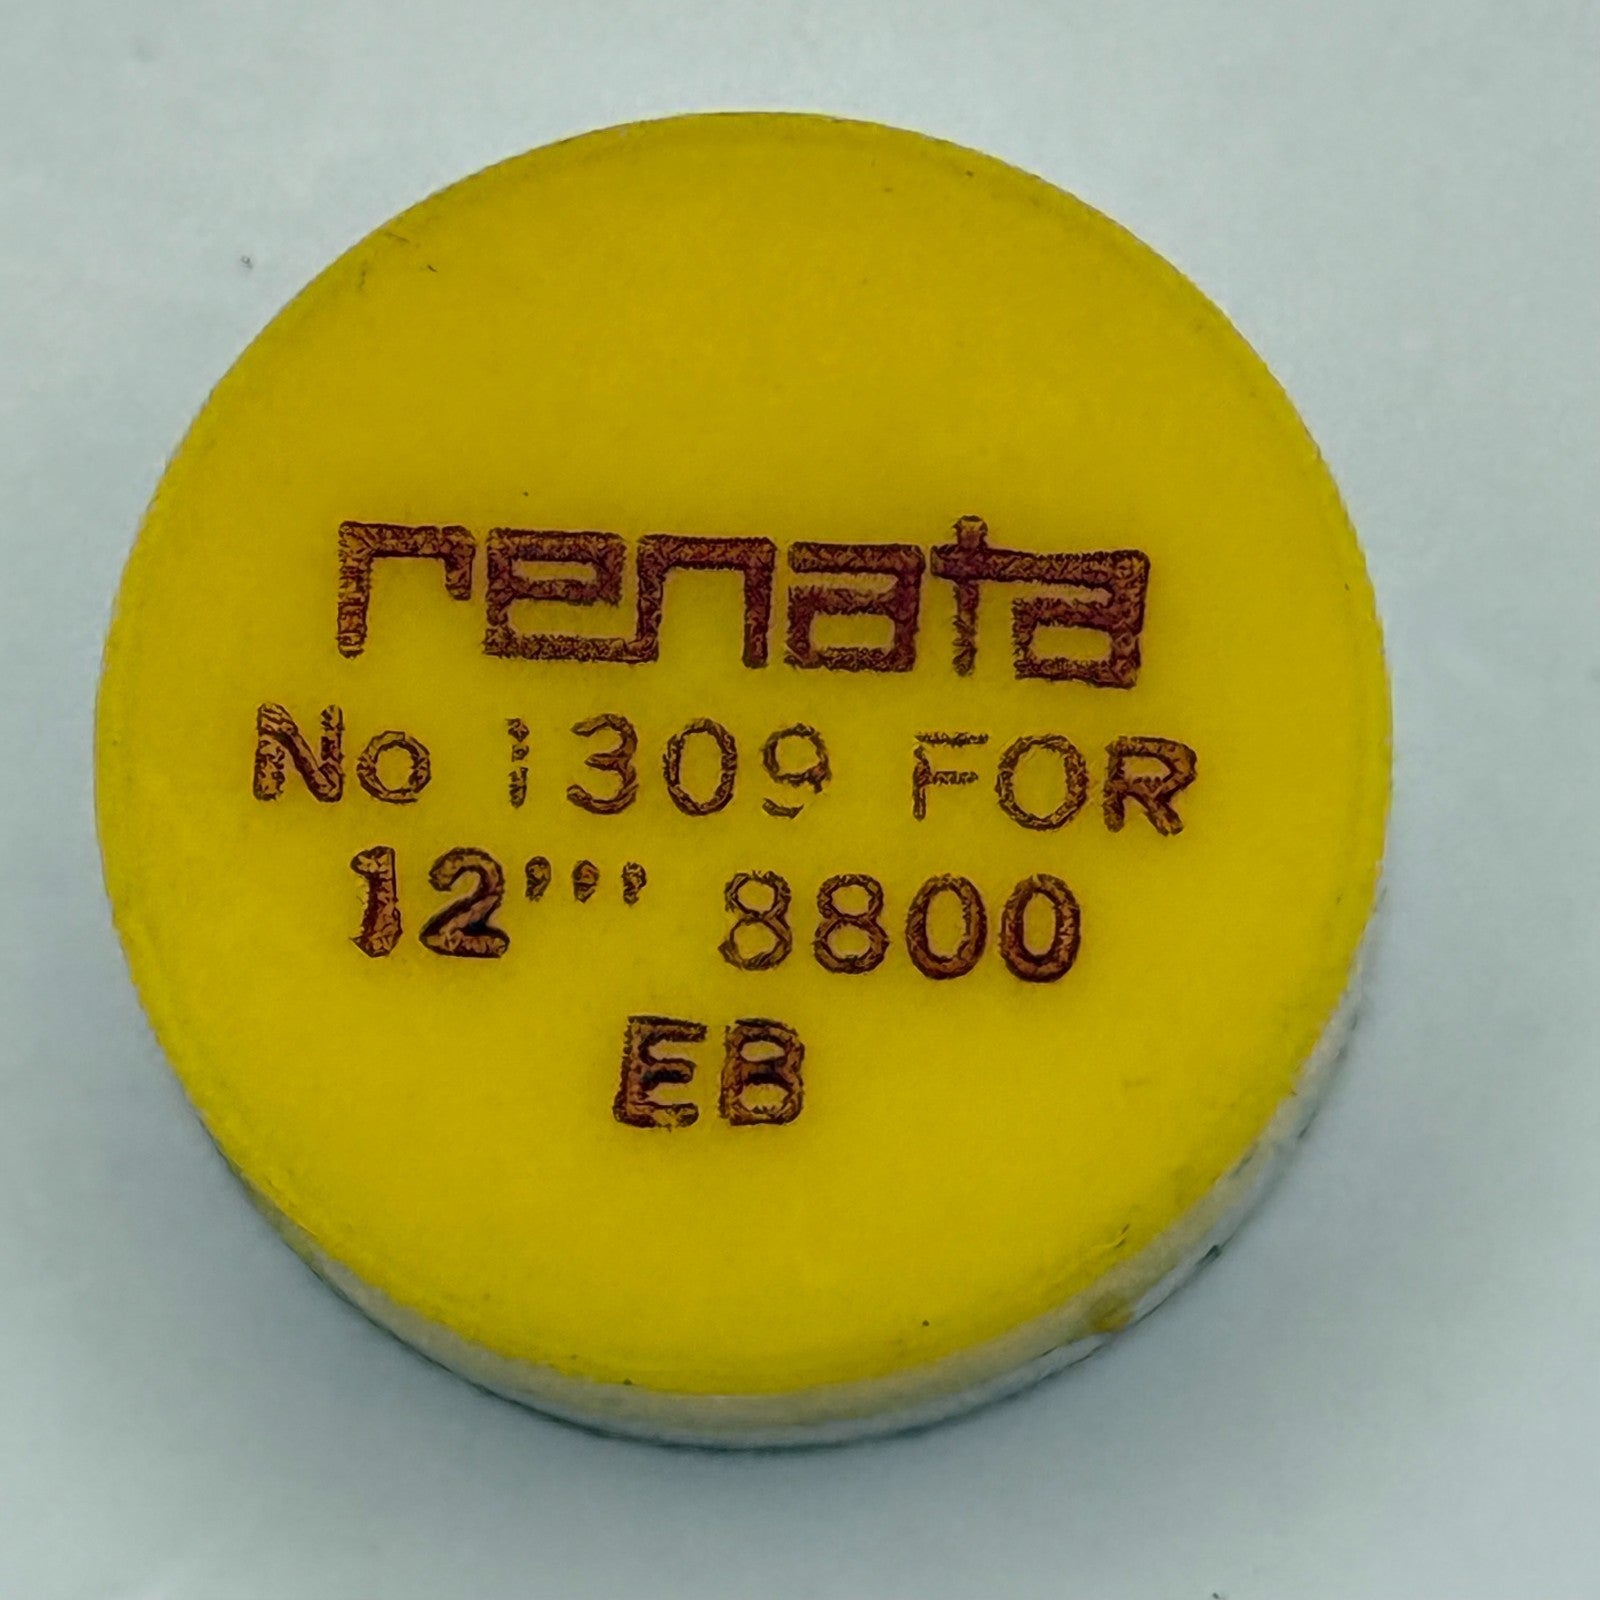 renata
No 1309 FOR
12''' 8800
EB